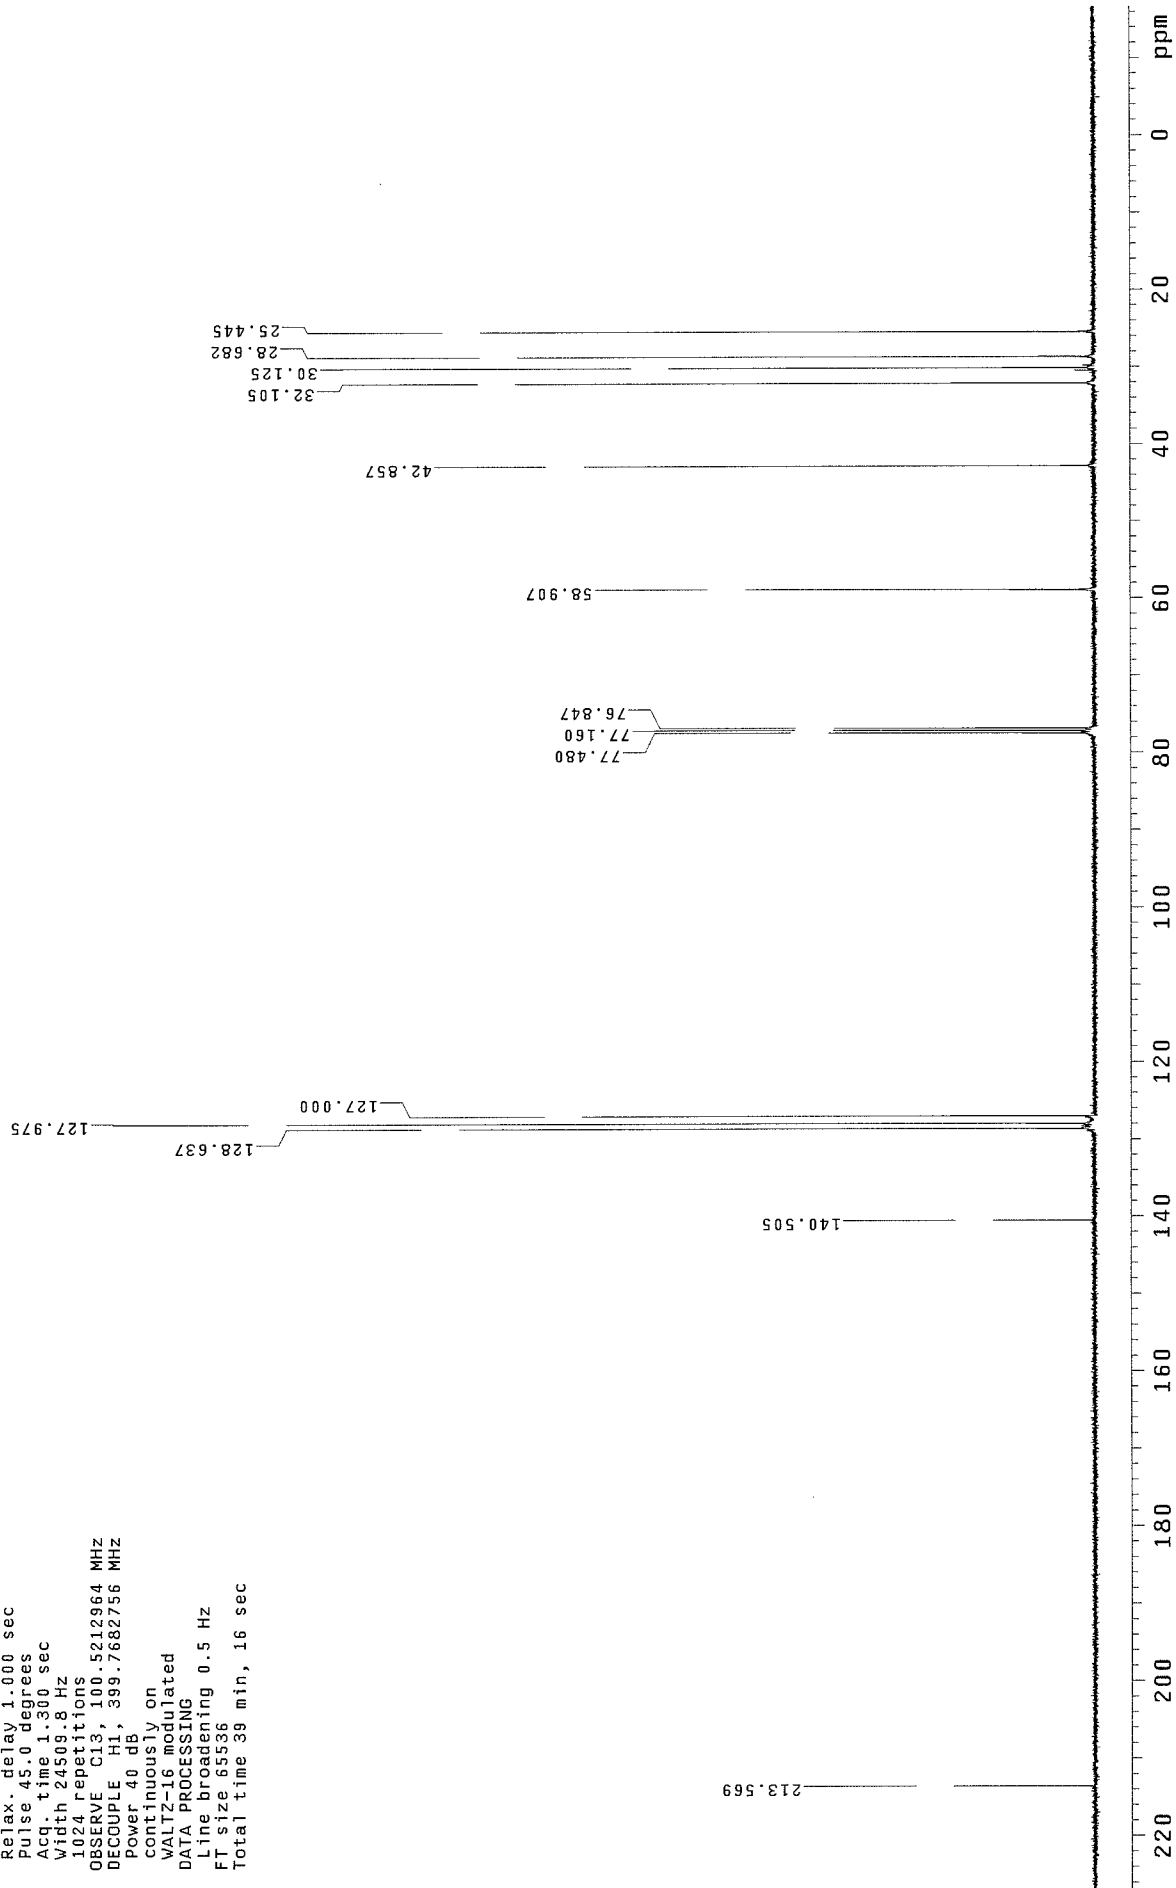 Relax. delay 1.000 sec
Pulse 45.0 degrees
Acq. time 1.300 sec
Width 24509.8 Hz
1024 repetitions
OBSERVE C13, 100.5212964 MHz
DECOUPLE H1, 399.7682756 MHz
Power 40 dB
continuously on
WALTZ-16 modulated
DATA PROCESSING
Line broadening 0.5 Hz
FT size 65536
Total time 39 min, 16 sec
213.569
140.505
128.637
127.975
127.000
77.480
77.160
76.847
58.907
42.857
32.105
30.125
28.682
25.445
220
200
180
160
140
120
100
80
60
40
20
0
ppm